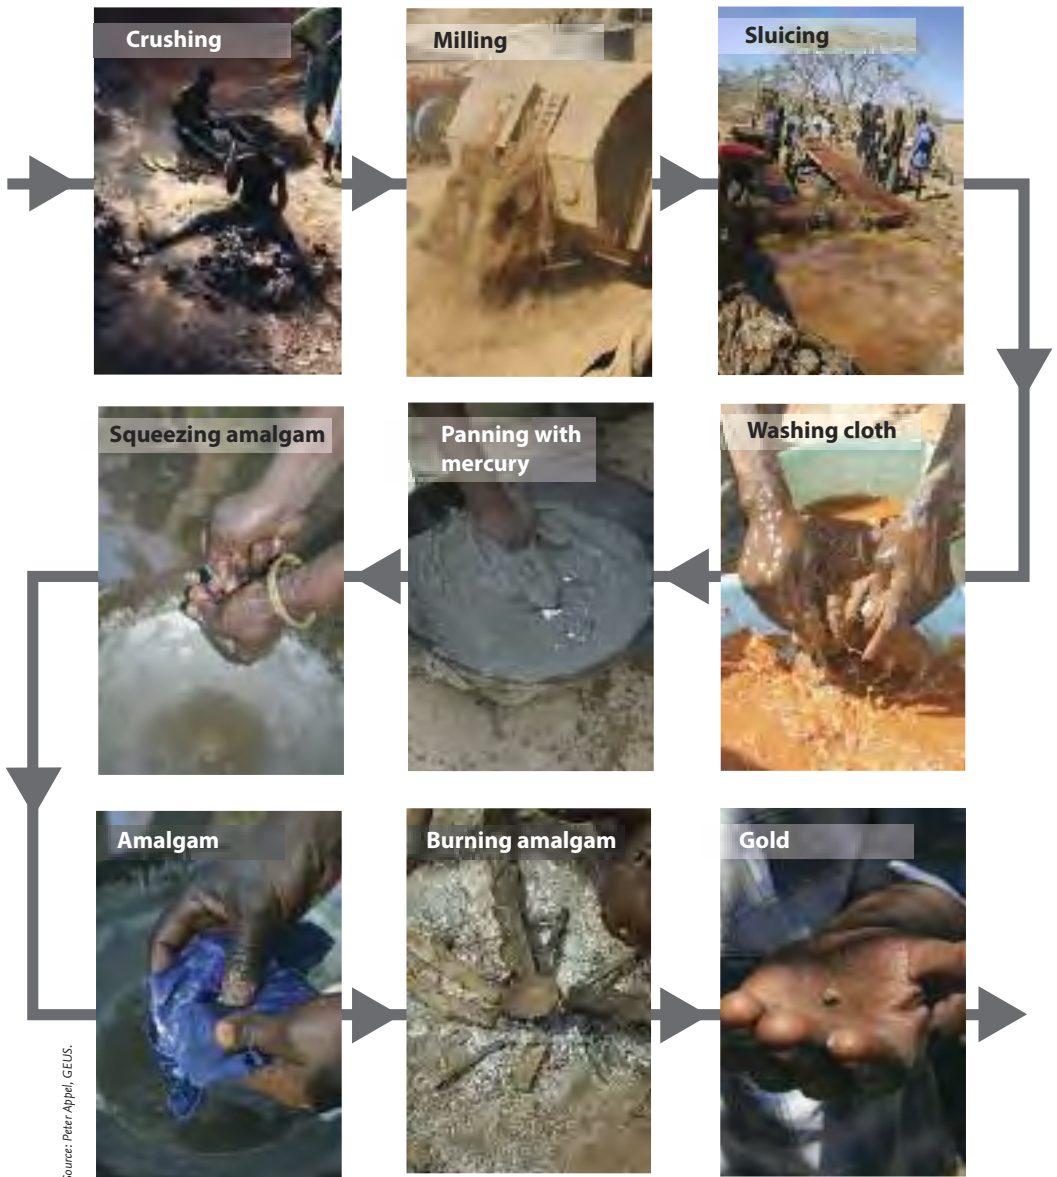 Crushing
Milling
Sluicing
Washing cloth
Panning with
mercury
Squeezing amalgam
Amalgam
Burning amalgam
Gold
Source: Peter Appel, GEUS.